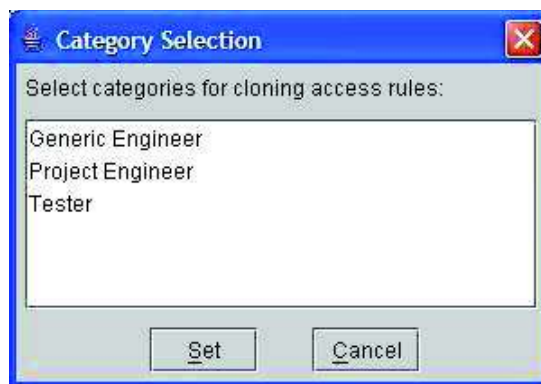 Category Selection
Select categories for cloning access rules:
Generic Engineer
Project Engineer
Tester
Set
Cancel